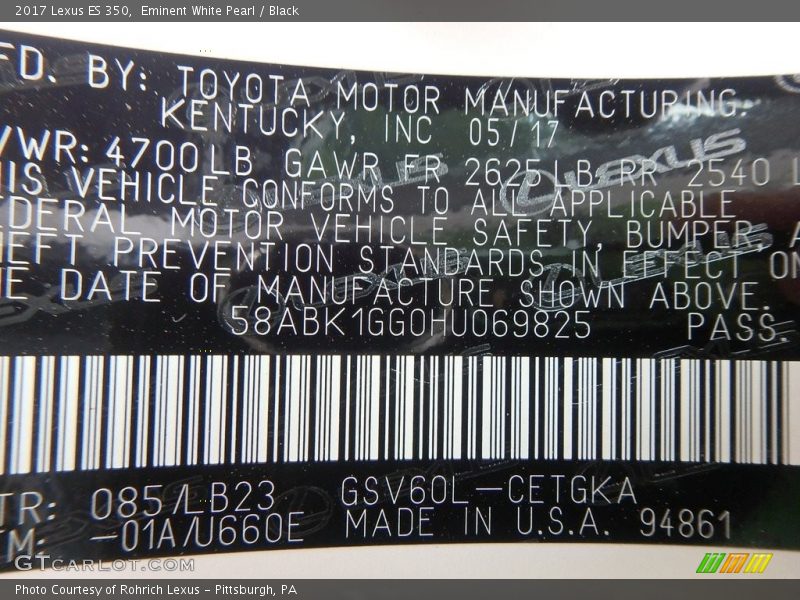 2017 Lexus ES 350, Eminent White Pearl / Black
FD. BY: TOYOTA MOTOR MANUFACTURING.
KENTUCKY, INC 05/17
VWR: 4700LB GAWR FR 2625LB RR 2540 L
IS VEHICLE CONFORMS TO ALL APPLICABLE
DERAL MOTOR VEHICLE SAFETY, BUMPER, A
EFT PREVENTION STANDARDS IN EFFECT ON
E DATE OF MANUFACTURE SHOWN ABOVE.
58ABK1GG0HU069825 PASS.
TR: 085/LB23 GSV60L-CETGKA
M: -01A/U660E MADE IN U.S.A. 94861
GTCarLot.com
Photo Courtesy of Rohrich Lexus - Pittsburgh, PA